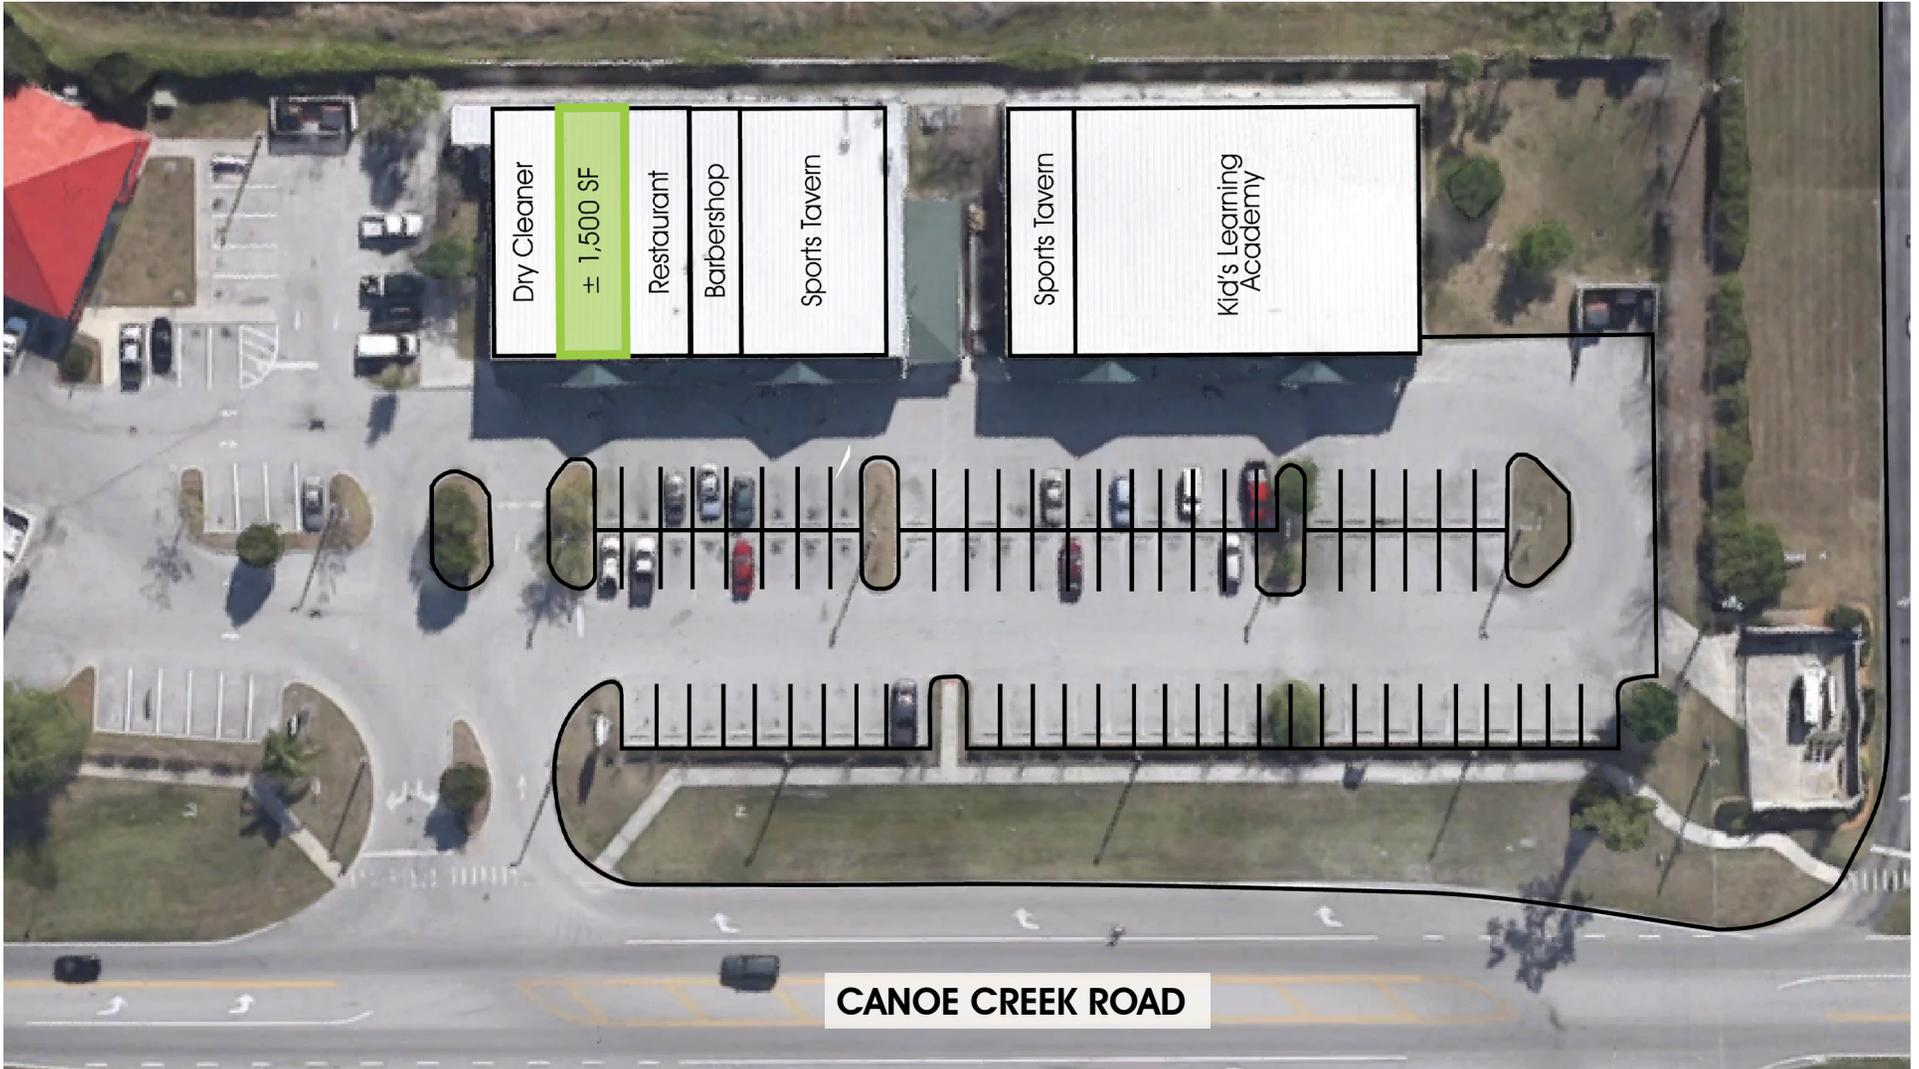 Dry Cleaner
± 1,500 SF
Restaurant
Barbershop
Sports Tavern
Sports Tavern
Kid's Learning
Academy
CANOE CREEK ROAD